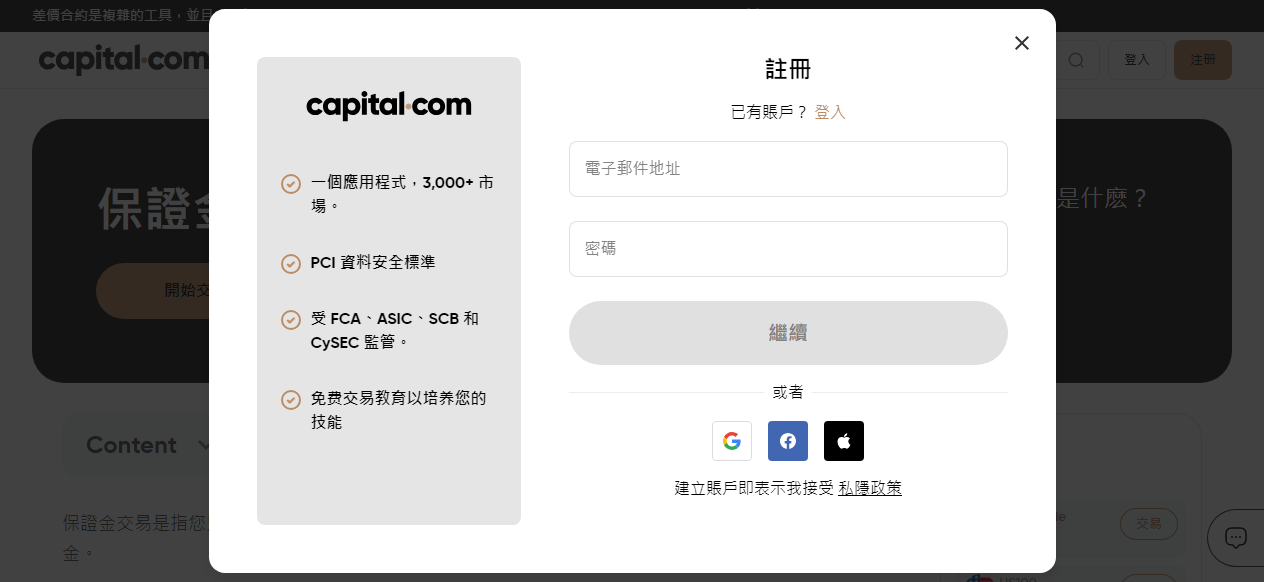 差價合約是複雜的工具，並且
capital.com
登入
注册
保證金
是什麽？
開始交
Content
保證金交易是指您
金。
交易
US100
capital.com
一個應用程式，3,000+ 市
場。
PCI 資料安全標準
受 FCA、ASIC、SCB 和
CySEC 監管。
免费交易教育以培养您的
技能
註冊
已有賬戶？ 登入
電子郵件地址
密碼
繼續
或者
建立賬戶即表示我接受 私隱政策